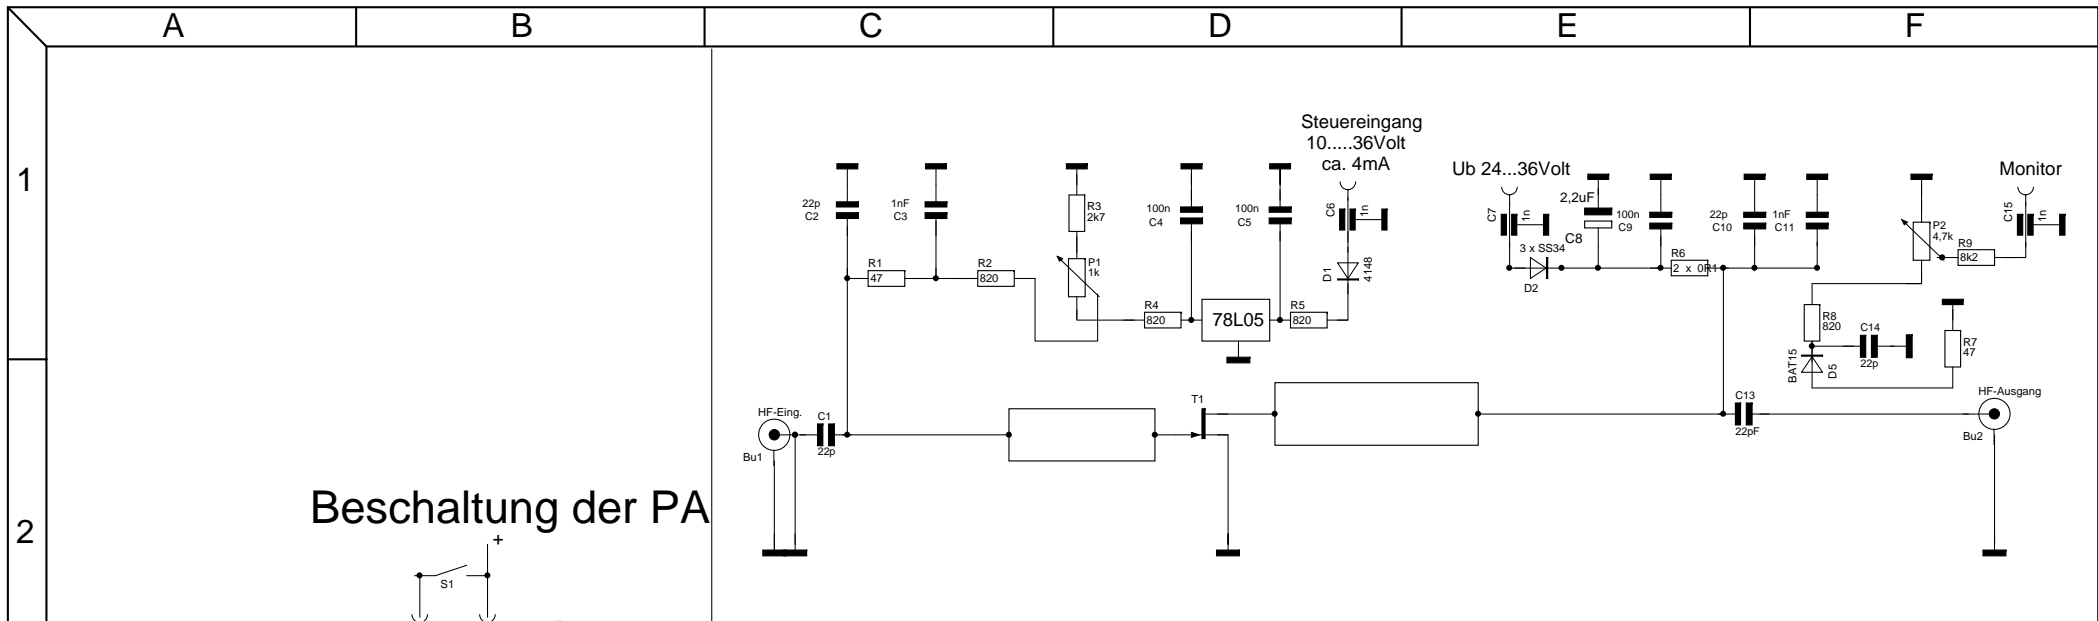 A
B
C
D
E
F
1
2
Steuereingang
10.....36Volt
ca. 4mA
Ub 24...36Volt
Monitor
22p
C2
1nF
C3
R3
2k7
100n
C4
100n
C5
C6
1n
C7
1n
2,2uF
C8
100n
C9
22p
C10
1nF
C11
P2
4,7k
C15
1n
R1
47
R2
820
P1
1k
D1
4148
3 x SS34
D2
R6
2 x 0R1
R9
8k2
R4
820
78L05
R5
820
R8
820
C14
22p
BAT15
D5
R7
47
HF-Eing.
Bu1
C1
22p
T1
C13
22pF
HF-Ausgang
Bu2
Beschaltung der PA
+
S1